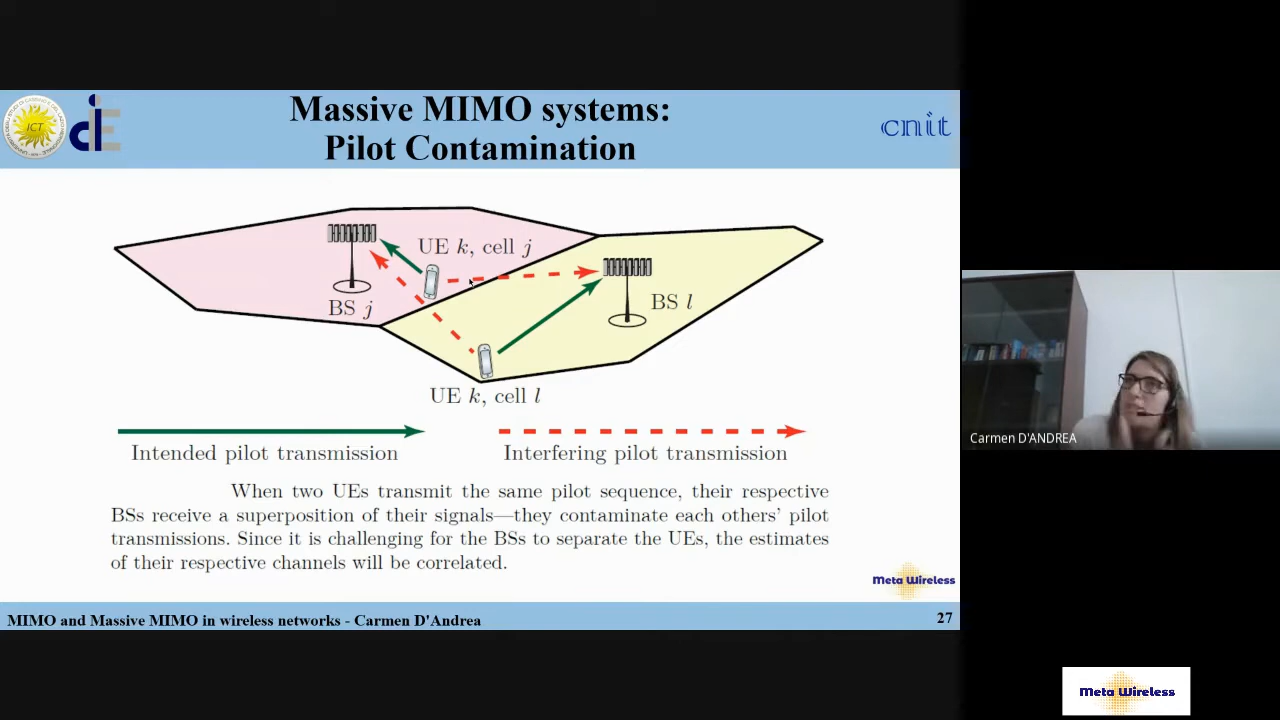 Massive MIMO systems:
Pilot Contamination
ICT
cnit
UE k, cell j
BS j
BS l
UE k, cell l
Intended pilot transmission
Interfering pilot transmission
When two UEs transmit the same pilot sequence, their respective
BSs receive a superposition of their signals—they contaminate each others' pilot
transmissions. Since it is challenging for the BSs to separate the UEs, the estimates
of their respective channels will be correlated.
Meta Wireless
MIMO and Massive MIMO in wireless networks - Carmen D'Andrea
27
Carmen D'ANDREA
Meta Wireless